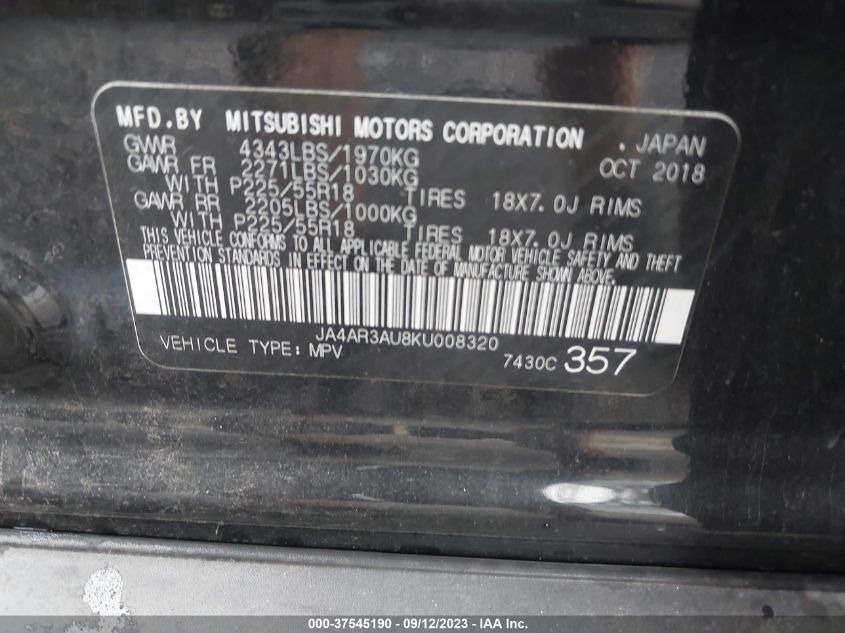 MFD.BY MITSUBISHI MOTORS CORPORATION . JAPAN
GVWR 4343LBS/1970KG OCT 2018
GAWR FR 2271LBS/1030KG
WITH P225/55R18 TIRES 18X7.0J RIMS
GAWR RR 2205LBS/1000KG
WITH P225/55R18 TIRES 18X7.0J RIMS
THIS VEHICLE CONFORMS TO ALL APPLICABLE FEDERAL MOTOR VEHICLE SAFETY AND THEFT
PREVENTION STANDARDS IN EFFECT ON THE DATE OF MANUFACTURE SHOWN ABOVE.
JA4AR3AU8KU008320
VEHICLE TYPE: MPV 7430C 357
000-37545190 - 09/12/2023 - IAA Inc.